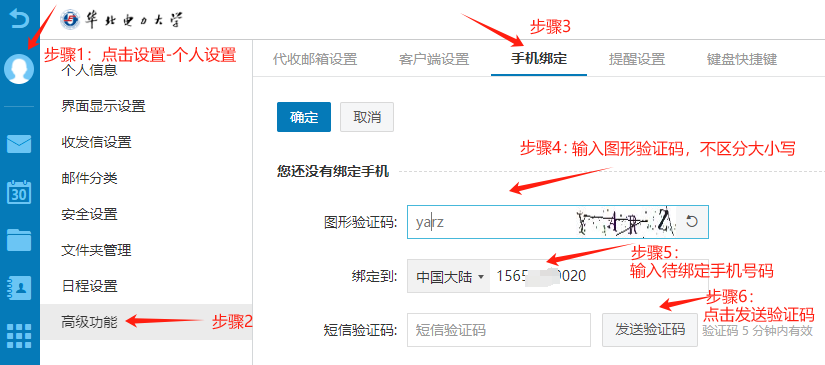 华北电力大学
步骤3
步骤1：点击设置-个人设置
代收邮箱设置 客户端设置 手机绑定 提醒设置 键盘快捷键
个人信息
界面显示设置
收发信设置
邮件分类
安全设置
文件夹管理
日程设置
高级功能
步骤2
30
确定 取消
步骤4：输入图形验证码，不区分大小写
您还没有绑定手机
图形验证码: yarz
步骤5：
输入待绑定手机号码
绑定到: 中国大陆 1565 0020
步骤6：
点击发送验证码
短信验证码: 短信验证码 发送验证码 验证码 5 分钟内有效